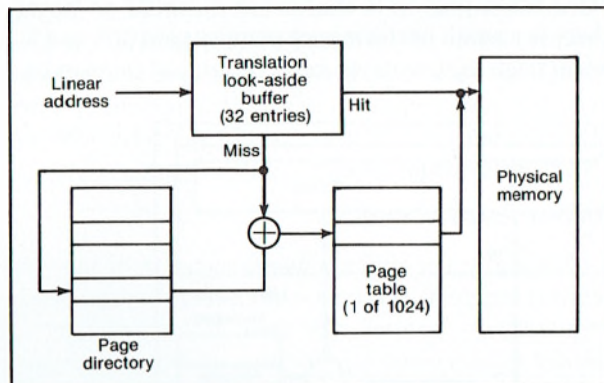 Translation
look-aside
buffer
(32 entries)
Linear
address
Hit
Miss
Physical
memory
Page
table
(1 of 1024)
Page
directory